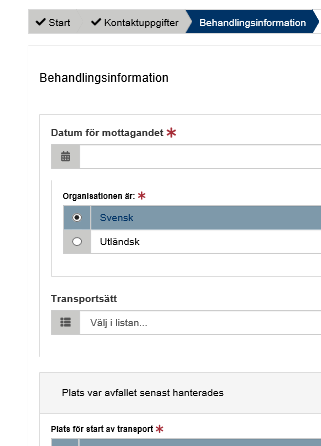 Start
Kontaktuppgifter
Behandlingsinformation
Behandlingsinformation
Datum för mottagandet *
Organisationen är: *
Svensk
Utländsk
Transportsätt
Välj i listan...
Plats var avfallet senast hanterades
Plats för start av transport *